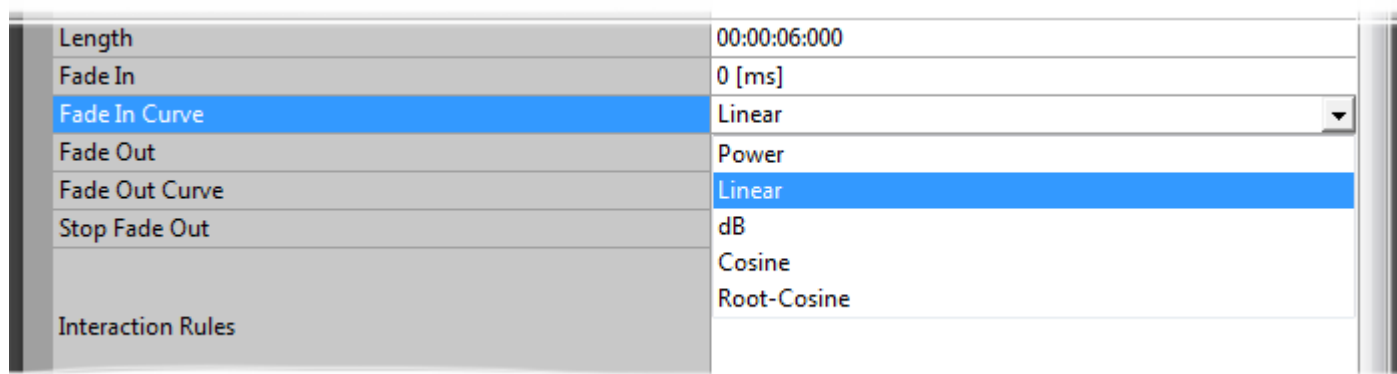 Length 00:00:06:000
Fade In 0 [ms]
Fade In Curve Linear
Fade Out Power
Fade Out Curve Linear
Stop Fade Out dB
Cosine
Root-Cosine
Interaction Rules